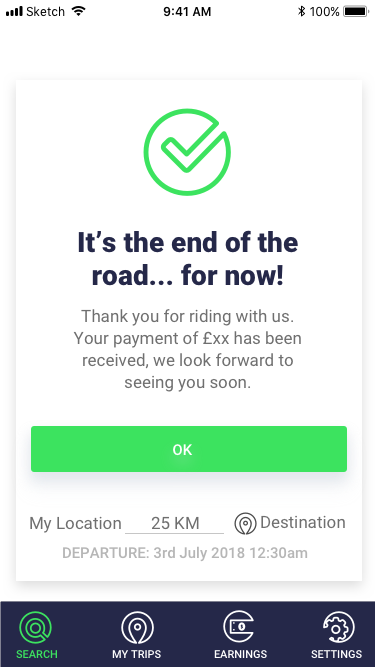 Sketch 9:41 AM 100%
It’s the end of the
road... for now!
Thank you for riding with us.
Your payment of £xx has been
received, we look forward to
seeing you soon.
OK
My Location 25 KM Destination
DEPARTURE: 3rd July 2018 12:30am
SEARCH MY TRIPS EARNINGS SETTINGS